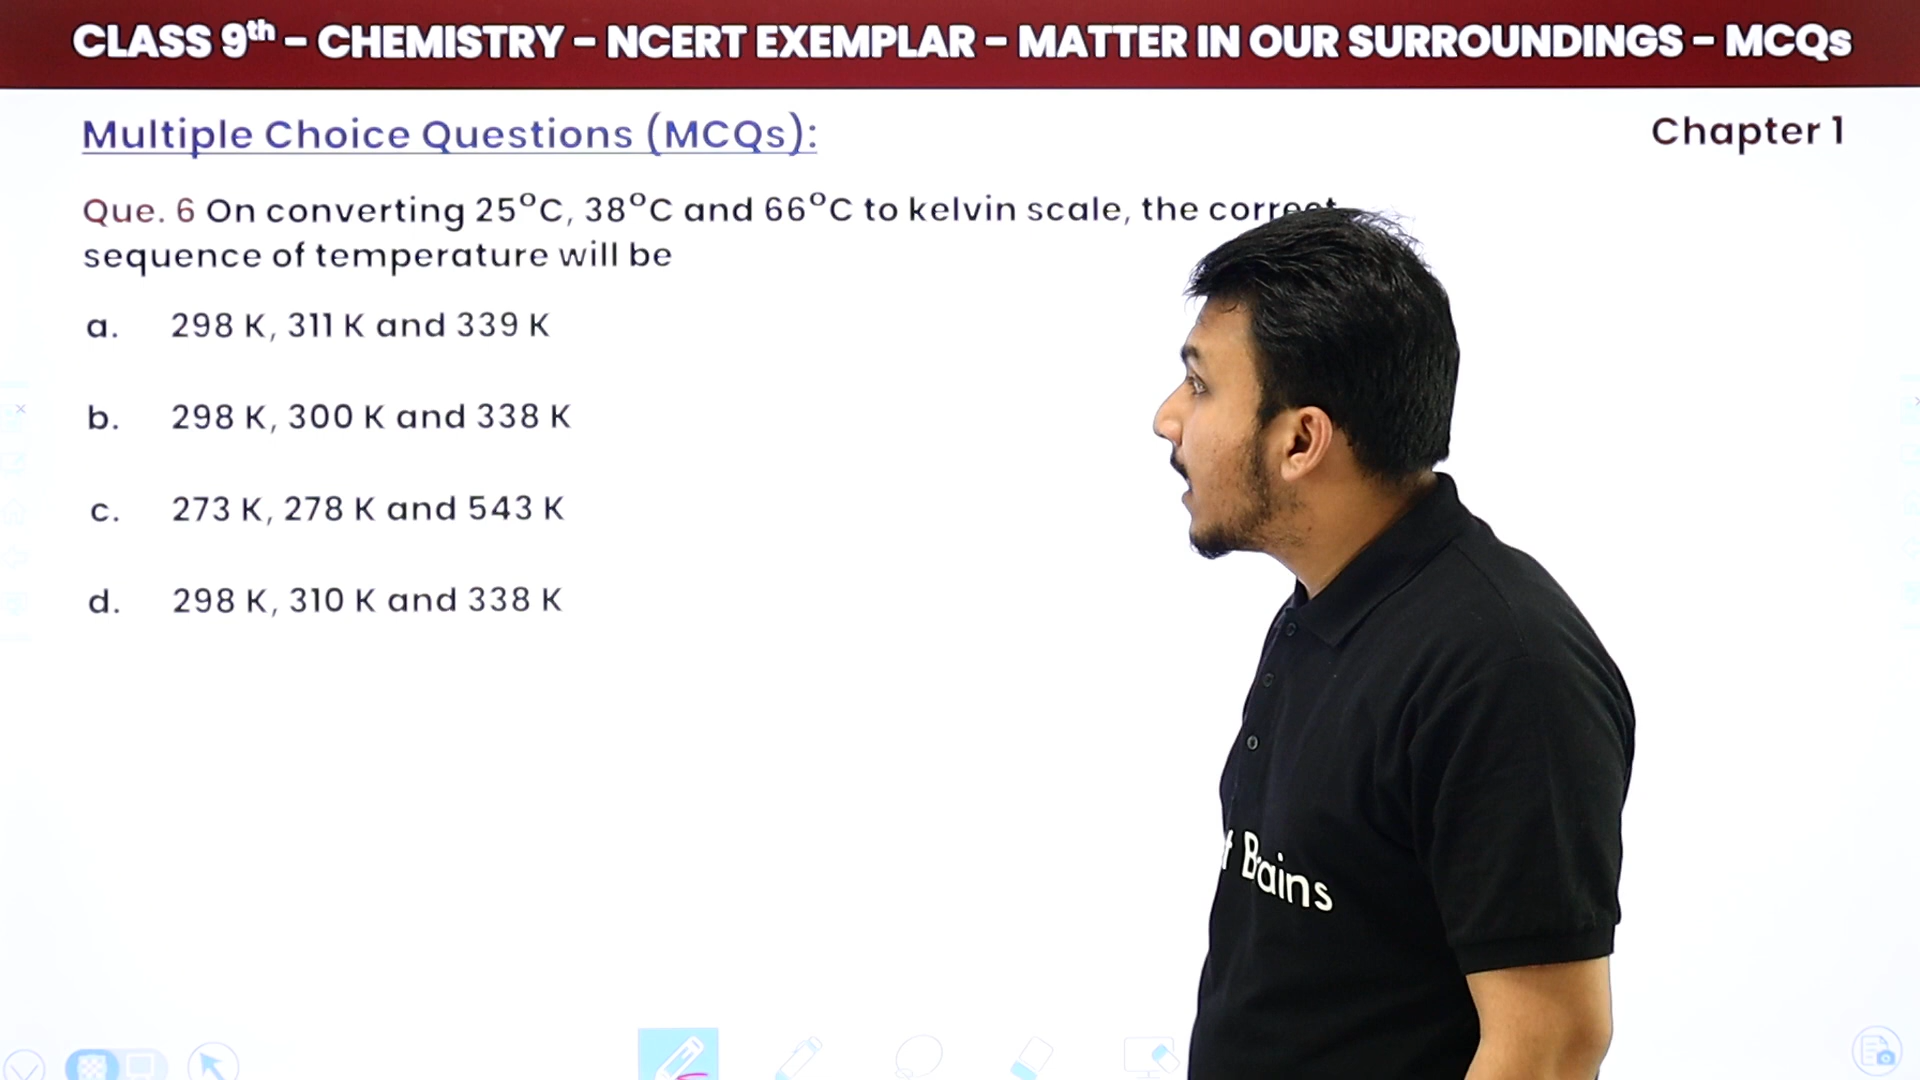 CLASS 9th – CHEMISTRY – NCERT EXEMPLAR – MATTER IN OUR SURROUNDINGS – MCQs
Multiple Choice Questions (MCQs):
Chapter 1
Que. 6 On converting 25°C, 38°C and 66°C to kelvin scale, the correct
sequence of temperature will be
a. 298 K, 311 K and 339 K
b. 298 K, 300 K and 338 K
c. 273 K, 278 K and 543 K
d. 298 K, 310 K and 338 K
Brains